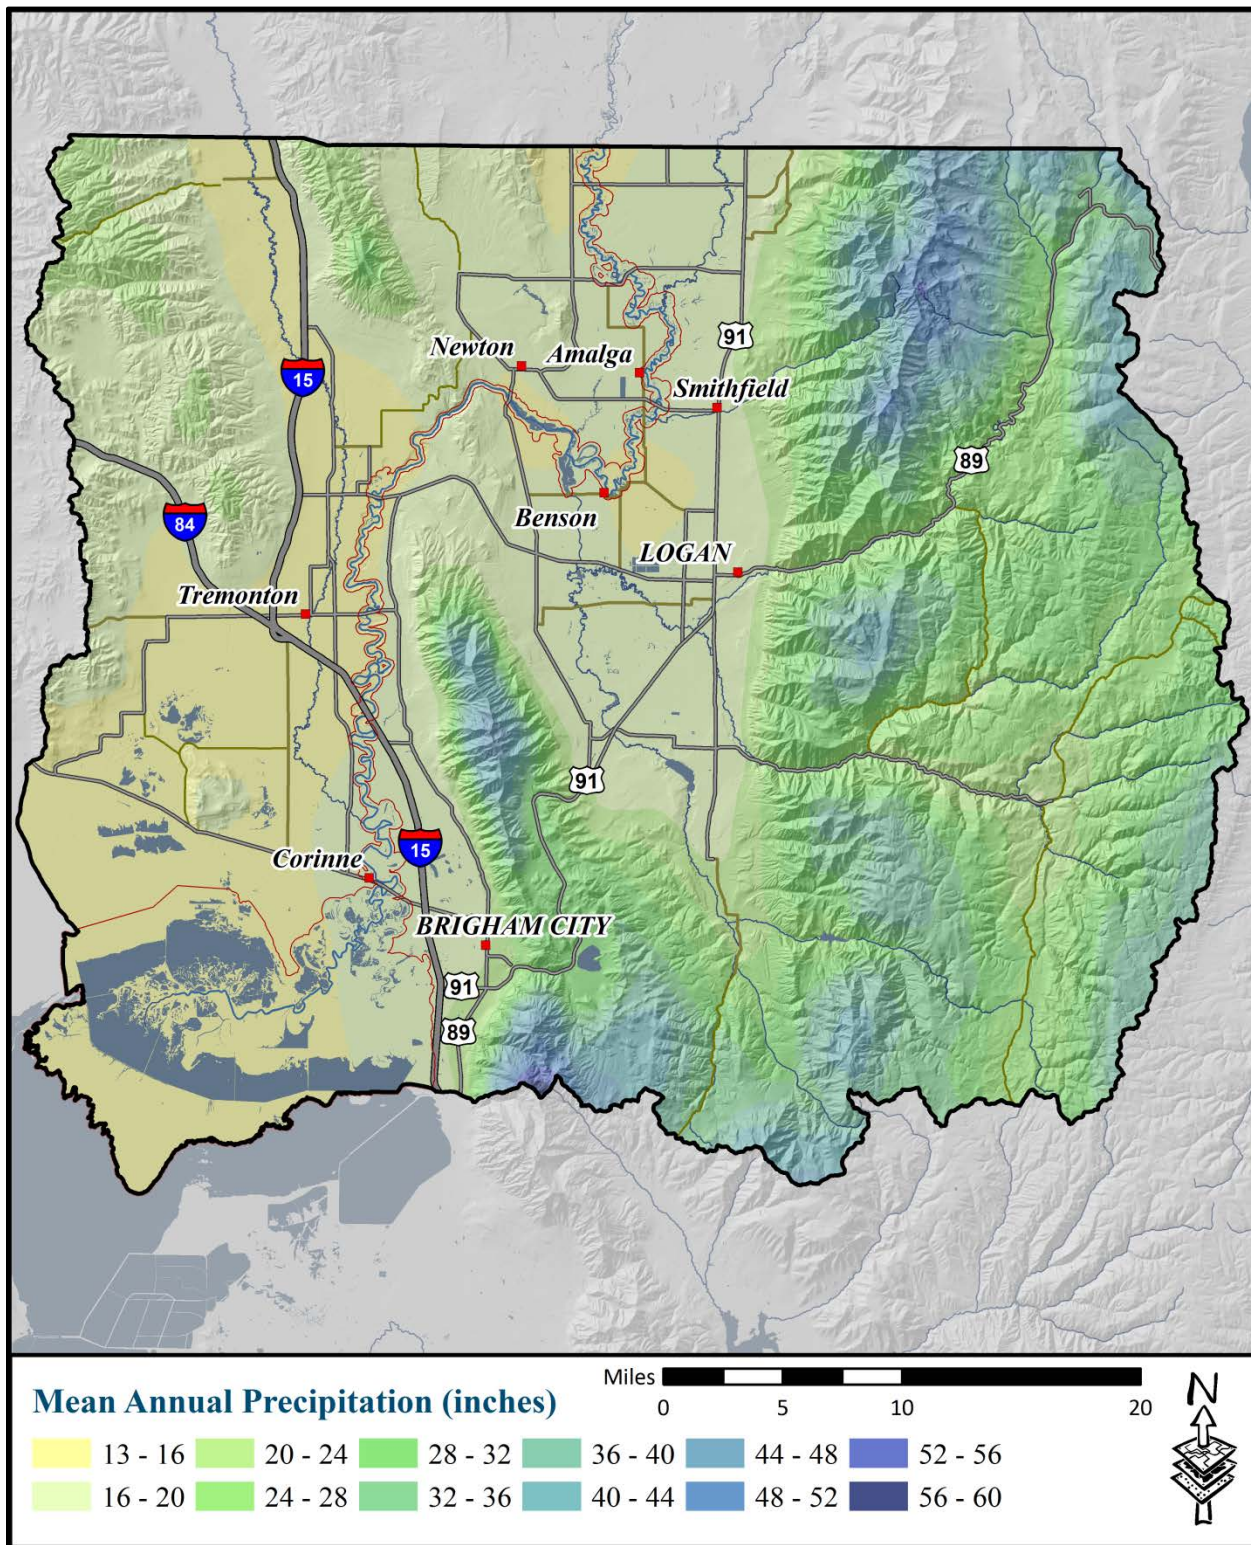 91
Newton
Amalga
15
Smithfield
89
84
Benson
LOGAN
Tremonton
91
15
Corinne
BRIGHAM CITY
91
89
Miles
0 5 10 20
N
Mean Annual Precipitation (inches)
13 - 16 20 - 24 28 - 32 36 - 40 44 - 48 52 - 56
16 - 20 24 - 28 32 - 36 40 - 44 48 - 52 56 - 60